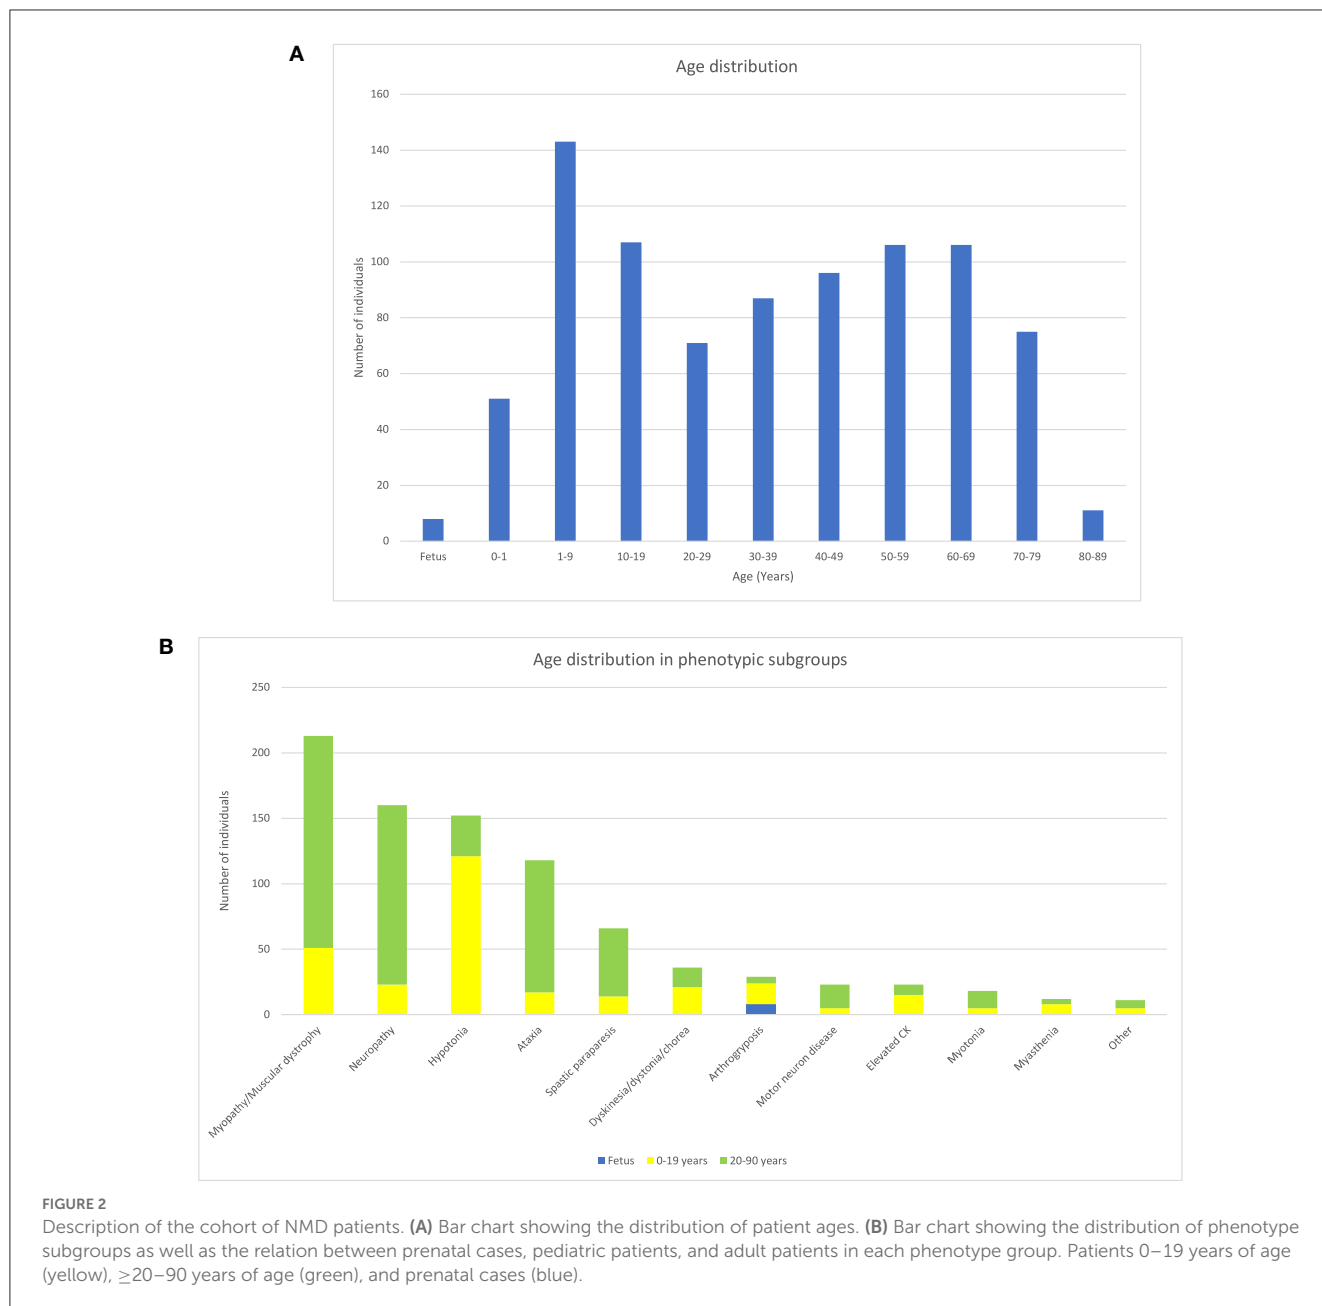 A
Age distribution
160
140
120
100
80
60
40
20
0
Number of individuals
Fetus 0-1 1-9 10-19 20-29 30-39 40-49 50-59 60-69 70-79 80-89
Age (Years)
B
Age distribution in phenotypic subgroups
250
200
150
100
50
0
Number of individuals
Myopathy/Muscular dystrophy
Neuropathy
Hypotonia
Ataxia
Spastic paraparesis
Dyskinesia/dystonia/chorea
Arthrogryposis
Motor neuron disease
Elevated CK
Myotonia
Myasthenia
Other
Fetus 0-19 years 20-90 years
FIGURE 2
Description of the cohort of NMD patients. (A) Bar chart showing the distribution of patient ages. (B) Bar chart showing the distribution of phenotype
subgroups as well as the relation between prenatal cases, pediatric patients, and adult patients in each phenotype group. Patients 0–19 years of age
(yellow), ≥20–90 years of age (green), and prenatal cases (blue).